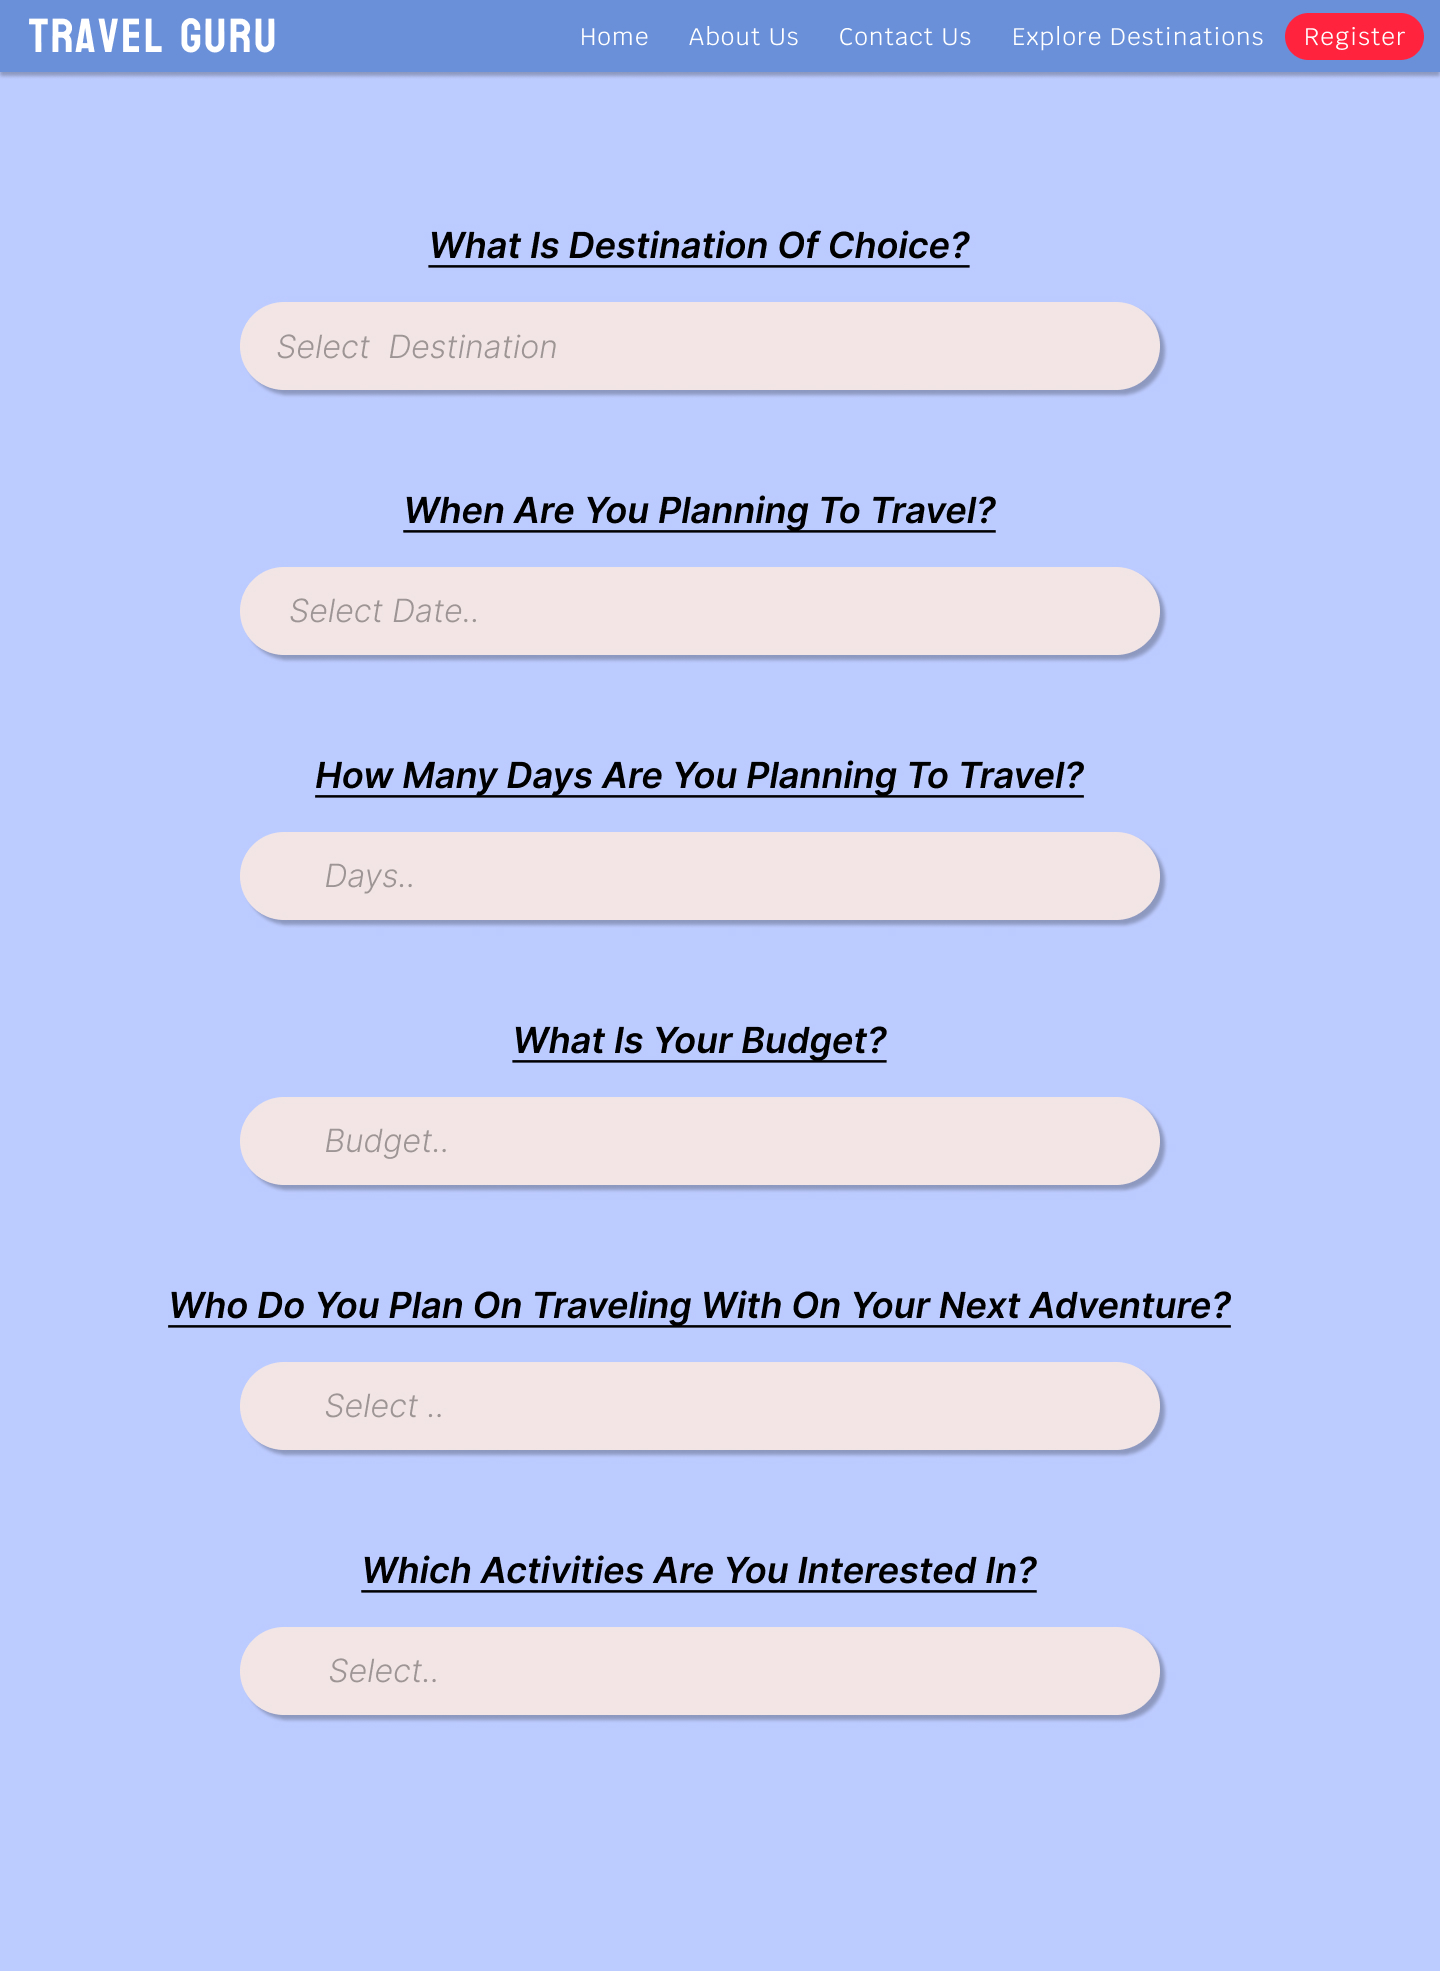 TRAVEL GURU Home About Us Contact Us Explore Destinations Register
What Is Destination Of Choice?
Select  Destination
When Are You Planning To Travel?
Select Date..
How Many Days Are You Planning To Travel?
Days..
What Is Your Budget?
Budget..
Who Do You Plan On Traveling With On Your Next Adventure?
Select ..
Which Activities Are You Interested In?
Select..